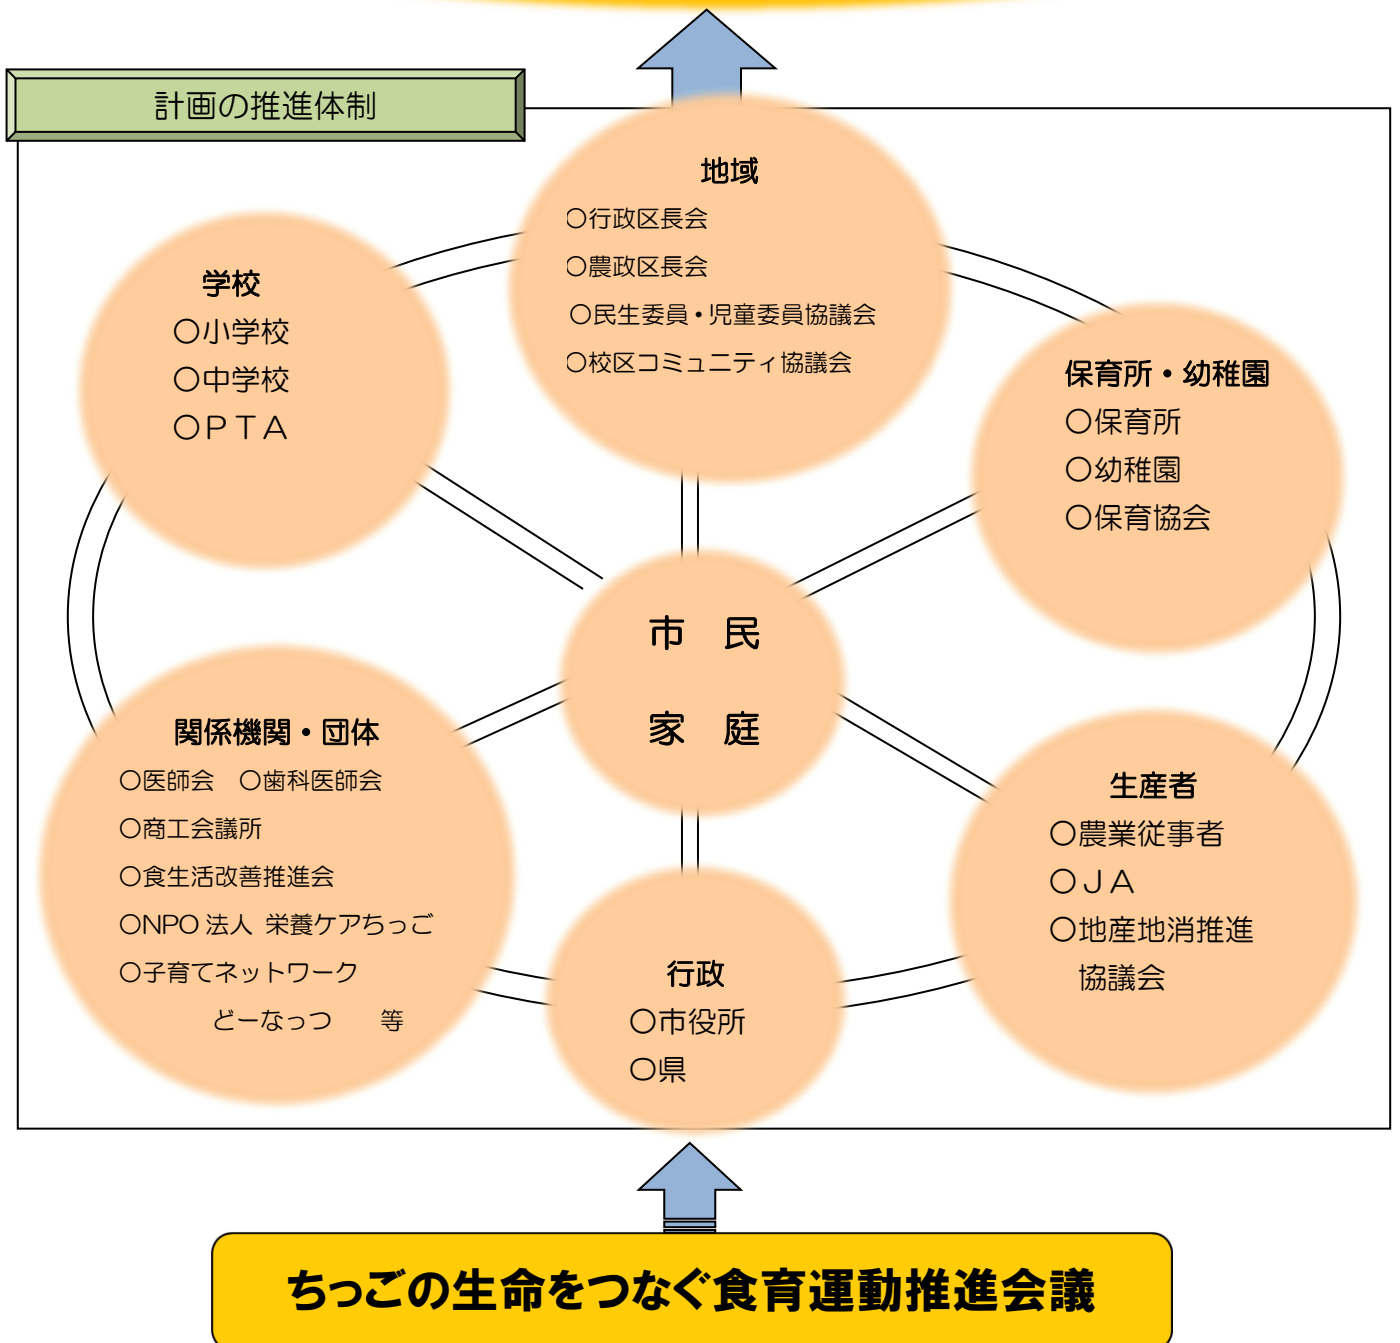 計画の推進体制
地域
○行政区長会
○農政区長会
○民生委員・児童委員協議会
○校区コミュニティ協議会
学校
○小学校
○中学校
○PTA
保育所・幼稚園
○保育所
○幼稚園
○保育協会
市 民
家 庭
関係機関・団体
○医師会 ○歯科医師会
○商工会議所
○食生活改善推進会
○NPO法人 栄養ケアちっご
○子育てネットワーク
どーなっつ 等
生産者
○農業従事者
○JA
○地産地消推進
協議会
行政
○市役所
○県
ちっごの生命をつなぐ食育運動推進会議